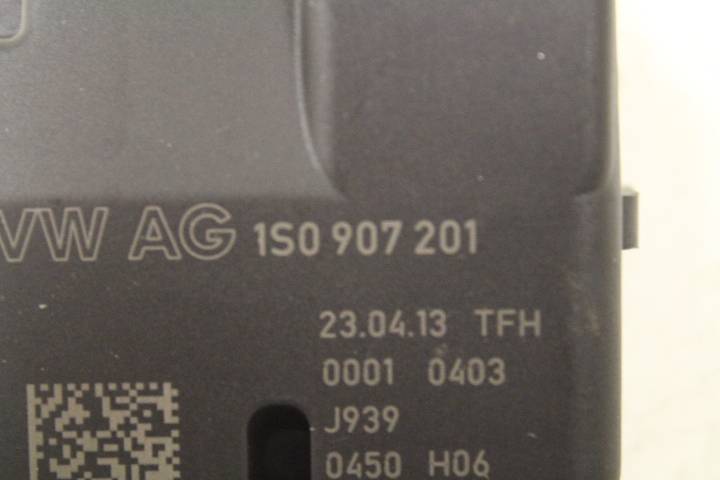 VW AG 1S0 907 201
23.04.13 TFH
0001 0403
J939
0450 H06